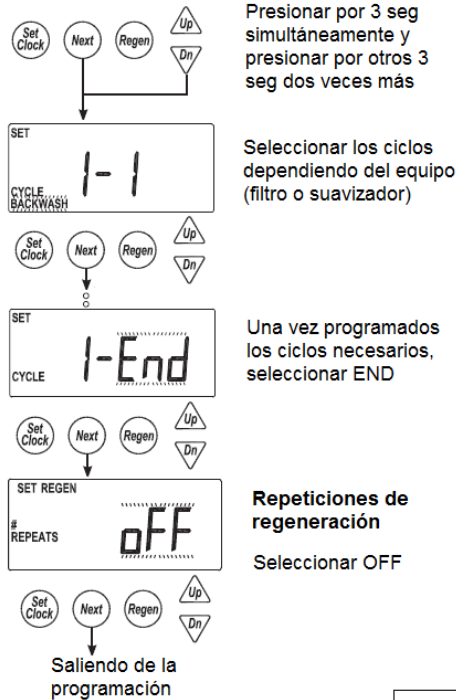 Set Clock Next Regen Up Dn
Presionar por 3 seg
simultáneamente y
presionar por otros 3
seg dos veces más
SET
1-1
CYCLE
BACKWASH
Seleccionar los ciclos
dependiendo del equipo
(filtro o suavizador)
Set Clock Next Regen Up Dn
SET
1-End
CYCLE
Una vez programados
los ciclos necesarios,
seleccionar END
Set Clock Next Regen Up Dn
SET REGEN
#
REPEATS
oFF
Repeticiones de
regeneración
Seleccionar OFF
Set Clock Next Regen Up Dn
Saliendo de la
programación